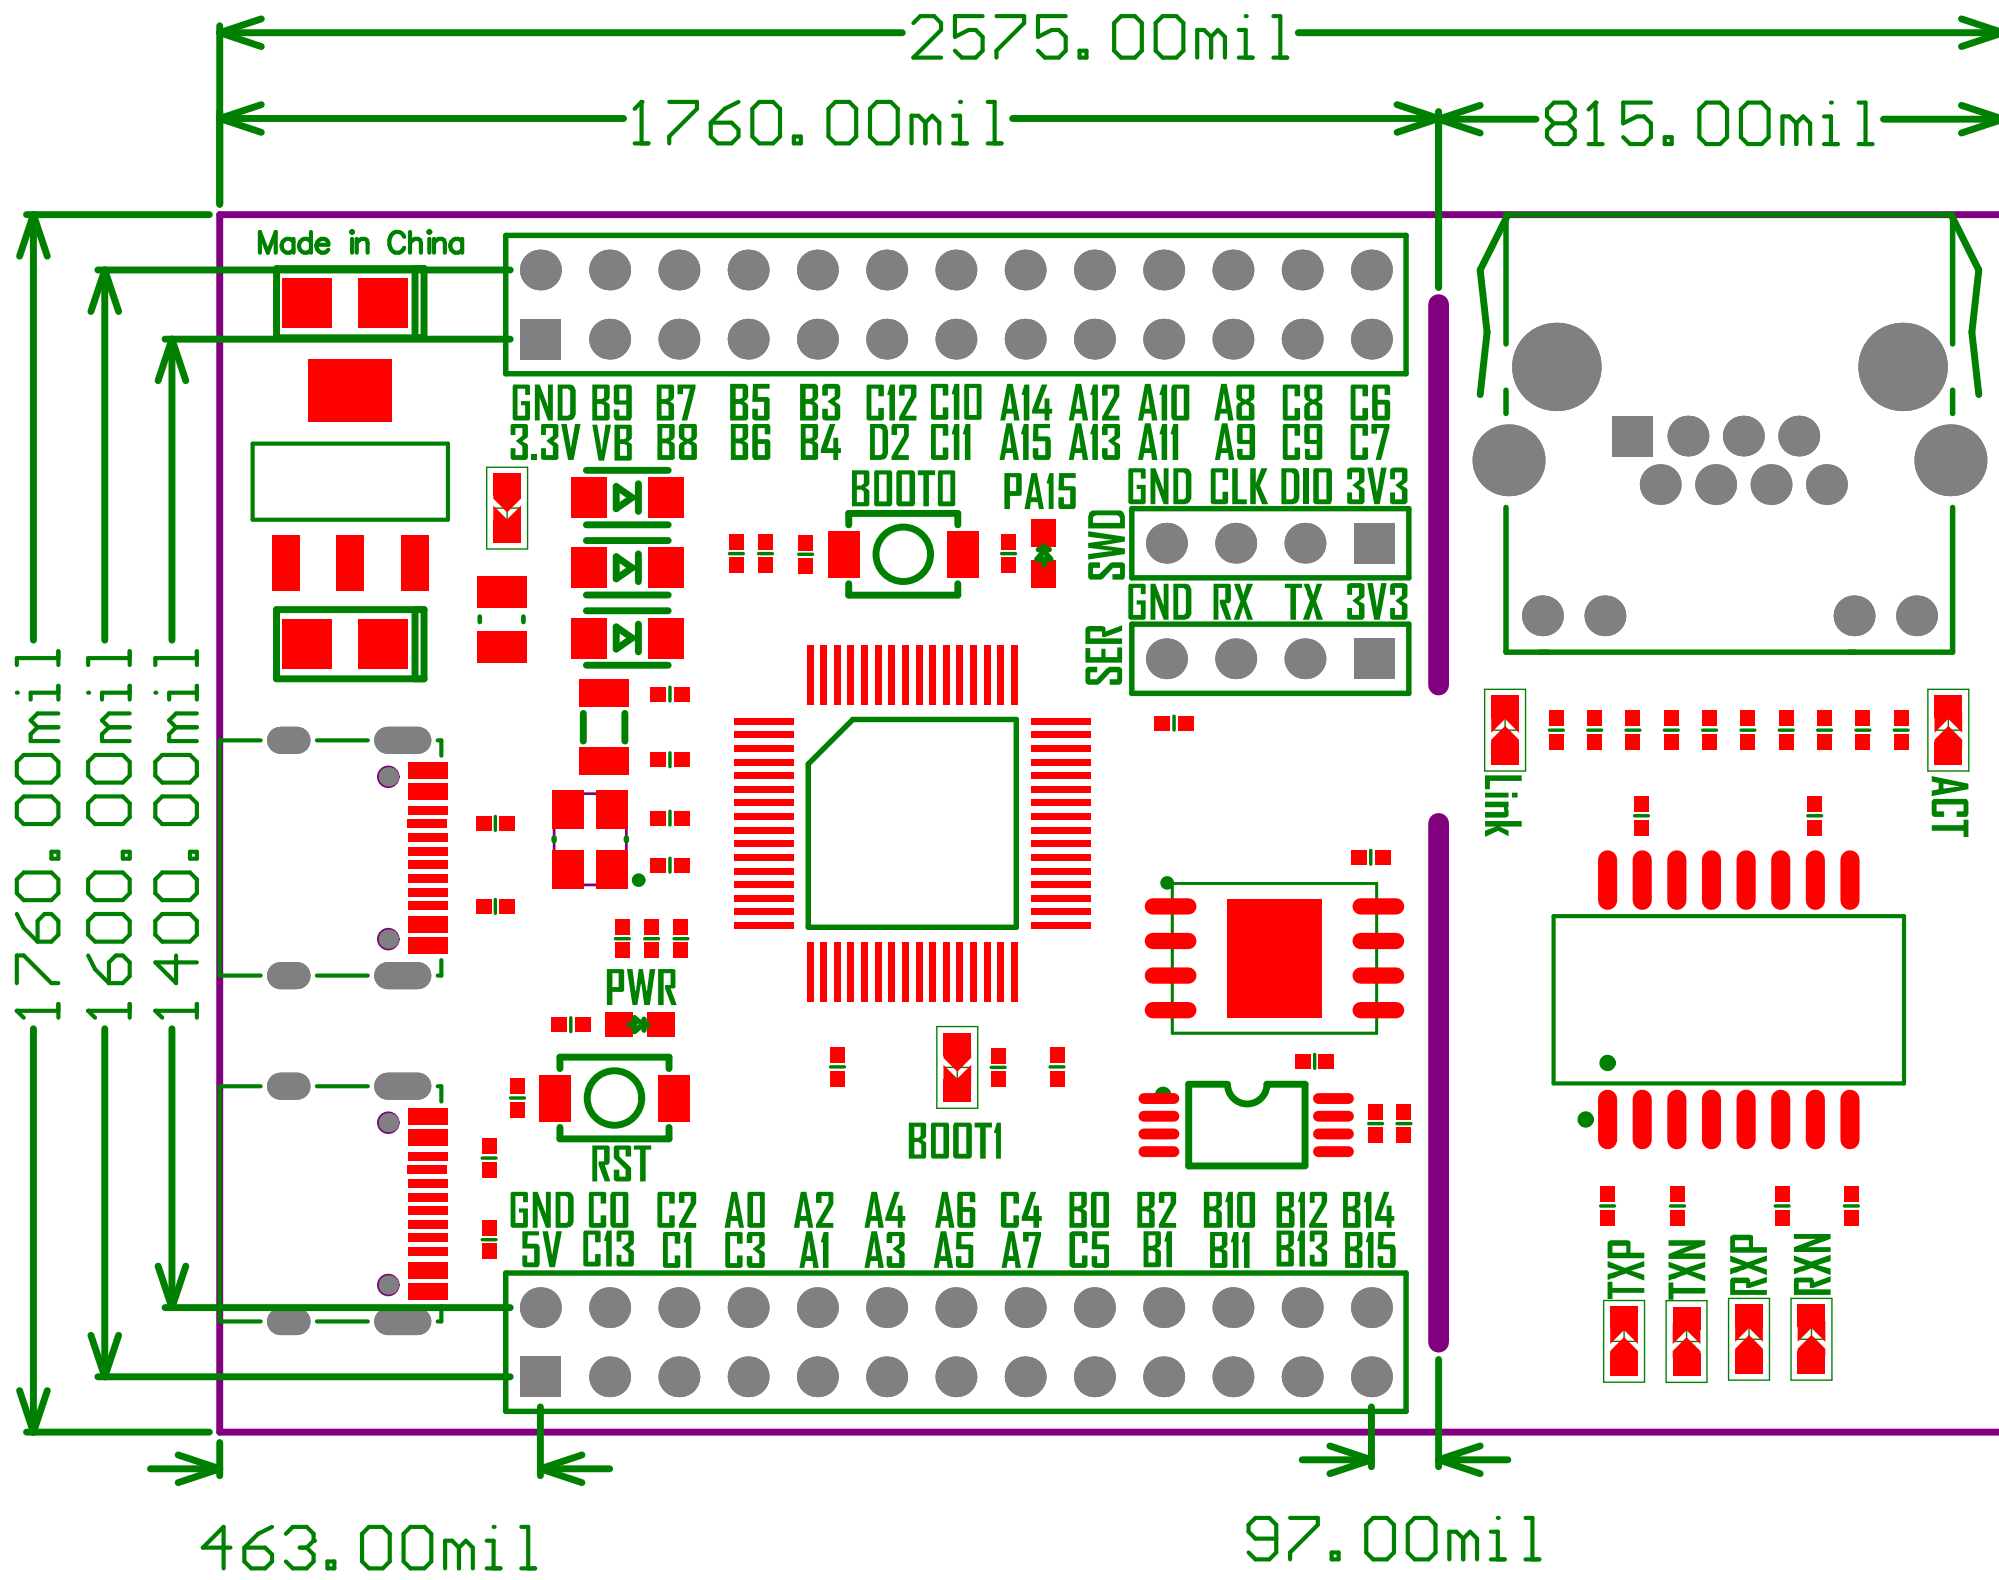 2575.00mil
1760.00mil 815.00mil
Made in China
GND B9 B7 B5 B3 C12 C10 A14 A12 A10 A8 C8 C6
3.3V VB B8 B6 B4 D2 C11 A15 A13 A11 A9 C9 C7
BOOT0 PA15 GND CLK DIO 3V3
SWD
GND RX TX 3V3
SER
1760.00mil
1600.00mil
1400.00mil
Link
ACT
PWR
BOOT1
RST
GND C0 C2 A0 A2 A4 A6 C4 B0 B2 B10 B12 B14
5V C13 C1 C3 A1 A3 A5 A7 C5 B1 B11 B13 B15
TXP
TXN
RXP
RXN
463.00mil
97.00mil